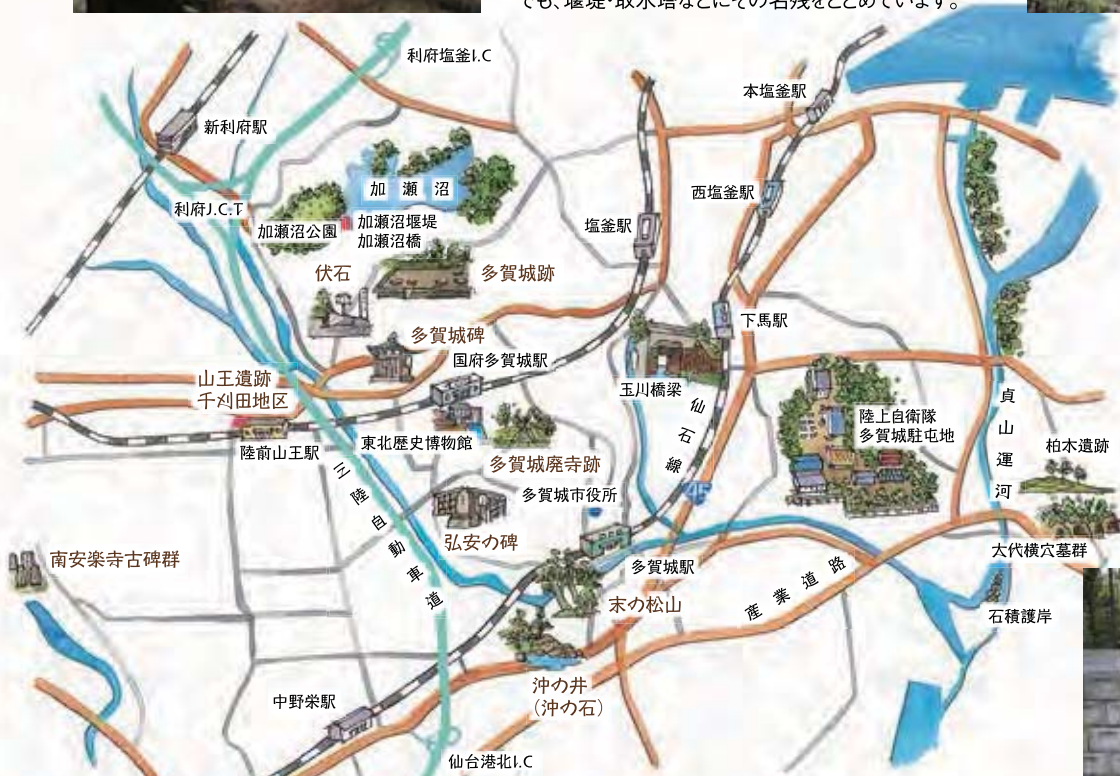 でも、堰堤・取水塔などにその名残をとどめています。
利府塩釜I.C
本塩釜駅
新利府駅
加瀬沼
西塩釜駅
利府J.C.T
加瀬沼公園
加瀬沼堰堤
加瀬沼橋
塩釜駅
伏石
多賀城跡
下馬駅
多賀城碑
国府多賀城駅
山王遺跡
千刈田地区
玉川橋梁
仙石線
陸上自衛隊
多賀城駐屯地
貞山運河
柏木遺跡
陸前山王駅
東北歴史博物館
多賀城廃寺跡
三陸自動車道
多賀城市役所
45
弘安の碑
南安楽寺古碑群
大代横穴墓群
多賀城駅
末の松山
産業道路
石積護岸
沖の井
(沖の石)
中野栄駅
仙台港北I.C